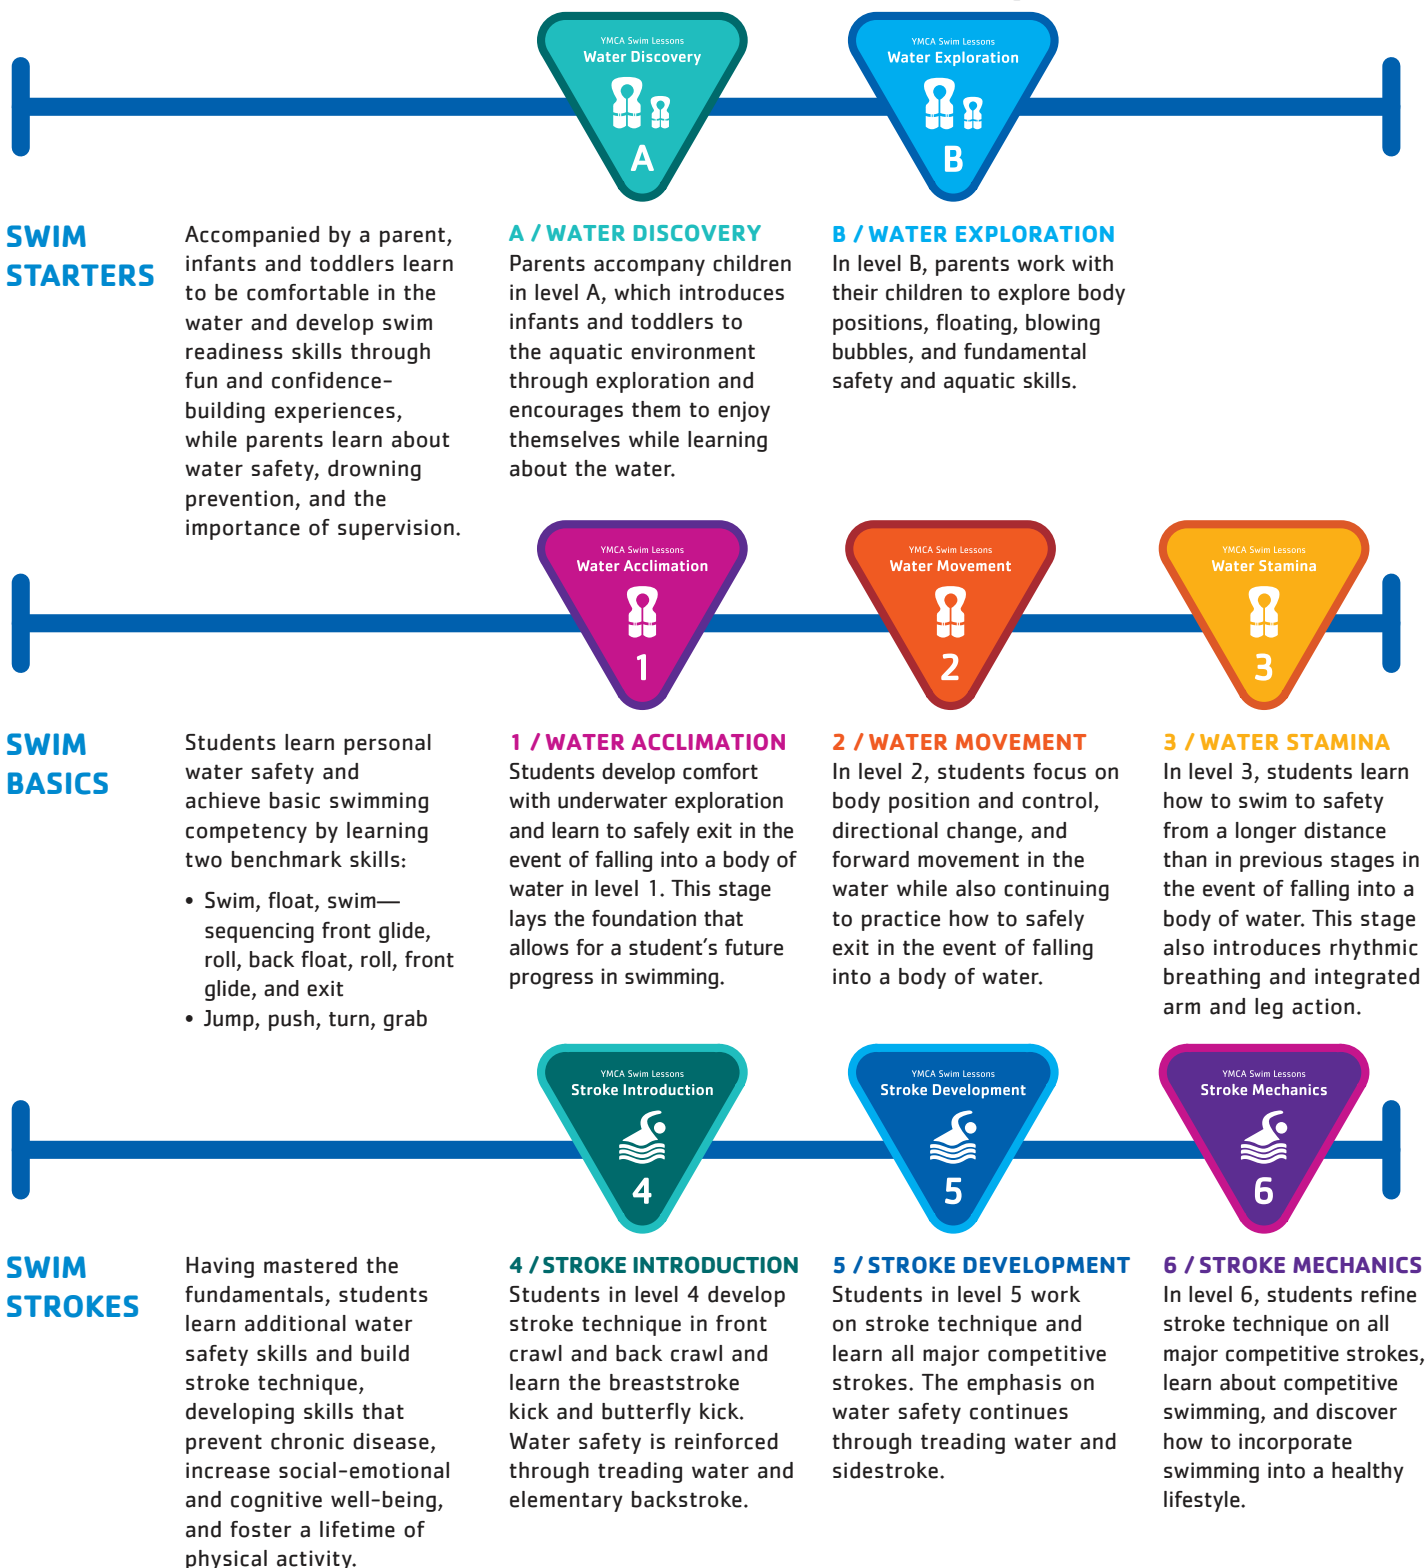 YMCA Swim Lessons
Water Discovery
A
YMCA Swim Lessons
Water Exploration
B
SWIM
STARTERS
Accompanied by a parent,
infants and toddlers learn
to be comfortable in the
water and develop swim
readiness skills through
fun and confidence-
building experiences,
while parents learn about
water safety, drowning
prevention, and the
importance of supervision.
A / WATER DISCOVERY
Parents accompany children
in level A, which introduces
infants and toddlers to
the aquatic environment
through exploration and
encourages them to enjoy
themselves while learning
about the water.
B / WATER EXPLORATION
In level B, parents work with
their children to explore body
positions, floating, blowing
bubbles, and fundamental
safety and aquatic skills.
YMCA Swim Lessons
Water Acclimation
1
YMCA Swim Lessons
Water Movement
2
YMCA Swim Lessons
Water Stamina
3
SWIM
BASICS
Students learn personal
water safety and
achieve basic swimming
competency by learning
two benchmark skills:
• Swim, float, swim—
sequencing front glide,
roll, back float, roll, front
glide, and exit
• Jump, push, turn, grab
1 / WATER ACCLIMATION
Students develop comfort
with underwater exploration
and learn to safely exit in the
event of falling into a body of
water in level 1. This stage
lays the foundation that
allows for a student's future
progress in swimming.
2 / WATER MOVEMENT
In level 2, students focus on
body position and control,
directional change, and
forward movement in the
water while also continuing
to practice how to safely
exit in the event of falling
into a body of water.
3 / WATER STAMINA
In level 3, students learn
how to swim to safety
from a longer distance
than in previous stages in
the event of falling into a
body of water. This stage
also introduces rhythmic
breathing and integrated
arm and leg action.
YMCA Swim Lessons
Stroke Introduction
4
YMCA Swim Lessons
Stroke Development
5
YMCA Swim Lessons
Stroke Mechanics
6
SWIM
STROKES
Having mastered the
fundamentals, students
learn additional water
safety skills and build
stroke technique,
developing skills that
prevent chronic disease,
increase social-emotional
and cognitive well-being,
and foster a lifetime of
physical activity.
4 / STROKE INTRODUCTION
Students in level 4 develop
stroke technique in front
crawl and back crawl and
learn the breaststroke
kick and butterfly kick.
Water safety is reinforced
through treading water and
elementary backstroke.
5 / STROKE DEVELOPMENT
Students in level 5 work
on stroke technique and
learn all major competitive
strokes. The emphasis on
water safety continues
through treading water and
sidestroke.
6 / STROKE MECHANICS
In level 6, students refine
stroke technique on all
major competitive strokes,
learn about competitive
swimming, and discover
how to incorporate
swimming into a healthy
lifestyle.